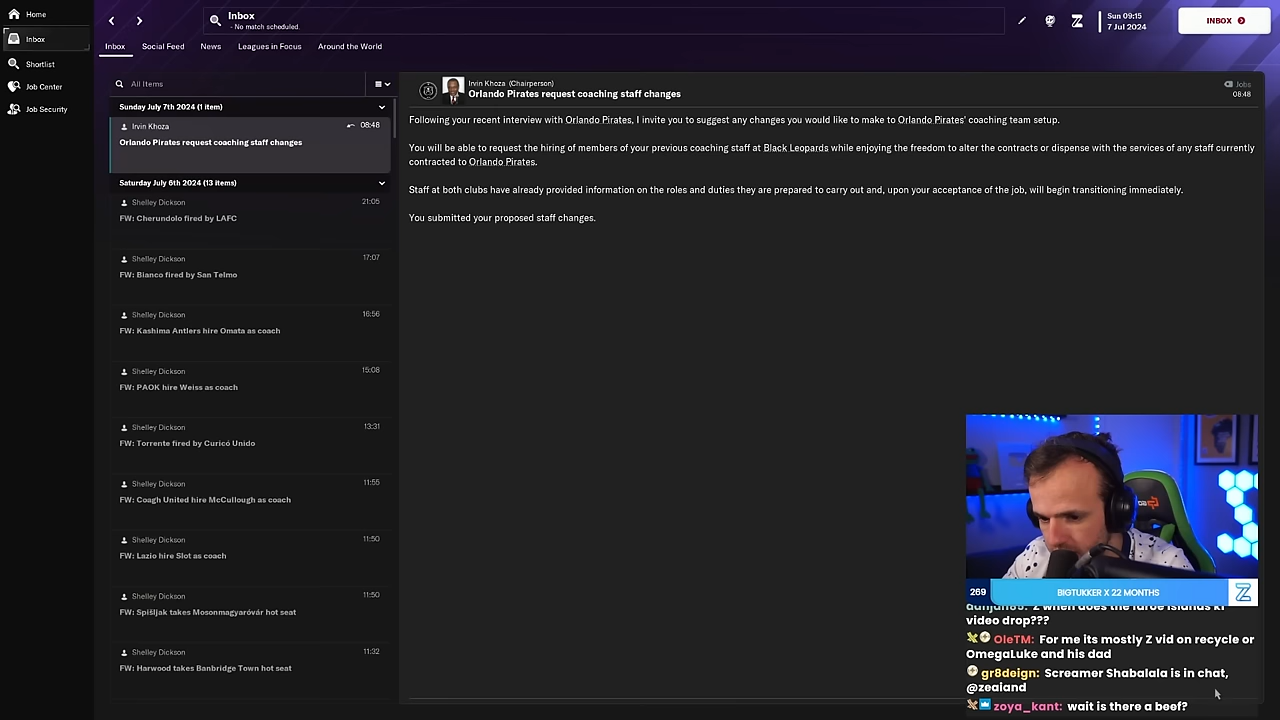 Home
Inbox
Shortlist
Job Center
Job Security
Inbox
- No match scheduled.
Sun 09:15
7 Jul 2024
INBOX
Inbox
Social Feed
News
Leagues in Focus
Around the World
All Items
Sunday July 7th 2024 (1 item)
Irvin Khoza
08:48
Orlando Pirates request coaching staff changes
Saturday July 6th 2024 (13 items)
Shelley Dickson
21:05
FW: Cherundolo fired by LAFC
Shelley Dickson
17:07
FW: Bianco fired by San Telmo
Shelley Dickson
16:56
FW: Kashima Antlers hire Omata as coach
Shelley Dickson
15:08
FW: PAOK hire Weiss as coach
Shelley Dickson
13:31
FW: Torrente fired by Curicó Unido
Shelley Dickson
11:55
FW: Coagh United hire McCullough as coach
Shelley Dickson
11:50
FW: Lazio hire Slot as coach
Shelley Dickson
11:50
FW: Spišljak takes Mosonmagyaróvár hot seat
Shelley Dickson
11:32
FW: Harwood takes Banbridge Town hot seat
Irvin Khoza (Chairperson)
Orlando Pirates request coaching staff changes
Jobs
08:48
Following your recent interview with Orlando Pirates, I invite you to suggest any changes you would like to make to Orlando Pirates' coaching team setup.
You will be able to request the hiring of members of your previous coaching staff at Black Leopards while enjoying the freedom to alter the contracts or dispense with the services of any staff currently
contracted to Orlando Pirates.
Staff at both clubs have already provided information on the roles and duties they are prepared to carry out and, upon your acceptance of the job, will begin transitioning immediately.
You submitted your proposed staff changes.
269
BIGTUKKER X 22 MONTHS
Z when does the faroe islands
video drop???
OleTM: For me its mostly Z vid on recycle or
OmegaLuke and his dad
gr8deign: Screamer Shabalala is in chat,
@zealand
zoya_kant: wait is there a beef?